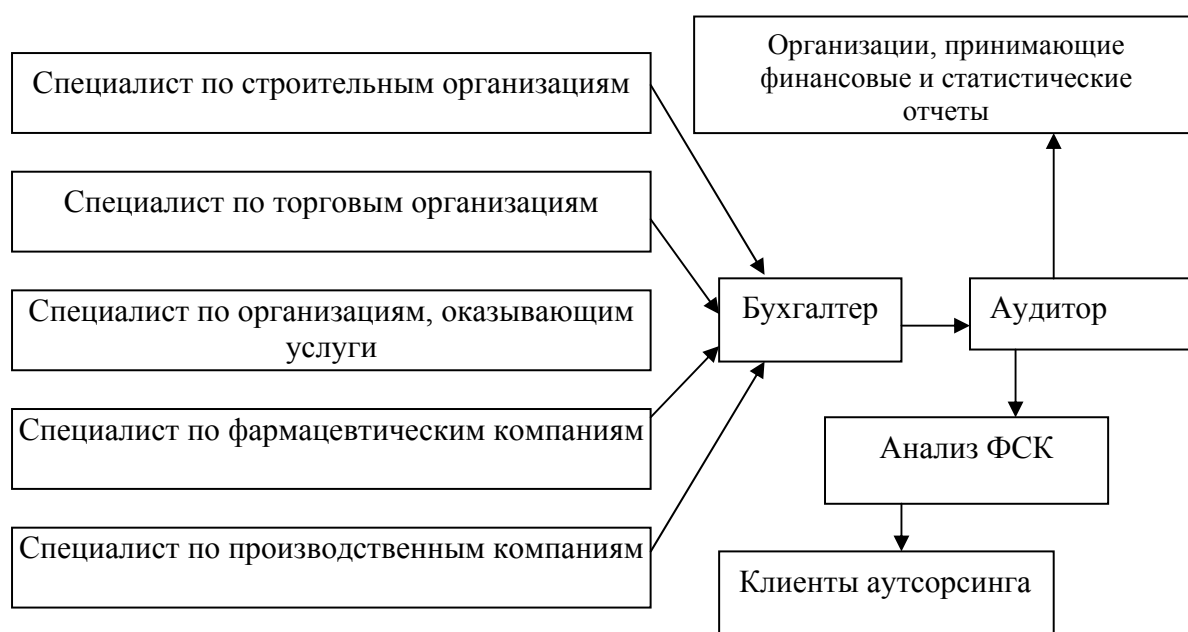 Специалист по строительным организациям
Специалист по торговым организациям
Специалист по организациям, оказывающим
услуги
Специалист по фармацевтическим компаниям
Специалист по производственным компаниям
Бухгалтер
Аудитор
Организации, принимающие
финансовые и статистические
отчеты
Анализ ФСК
Клиенты аутсорсинга